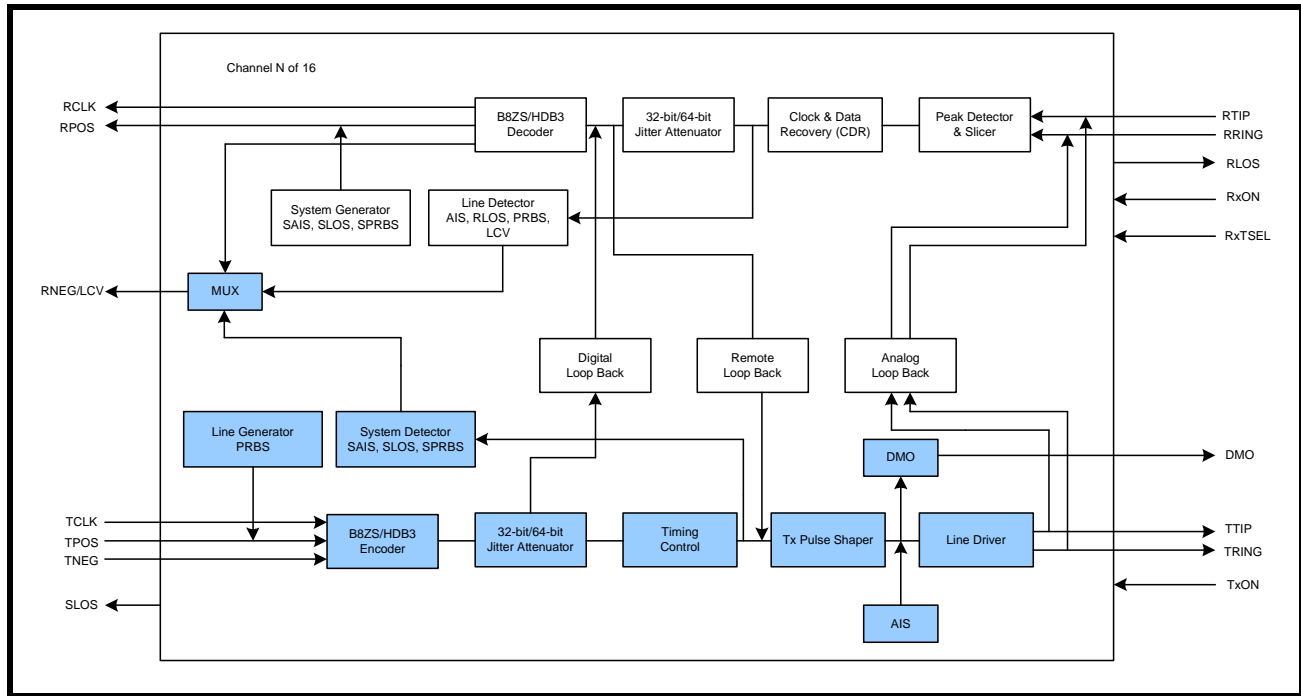 Channel N of 16
RCLK
RPOS
B8ZS/HDB3
Decoder
32-bit/64-bit
Jitter Attenuator
Clock & Data
Recovery (CDR)
Peak Detector
& Slicer
RTIP
RRING
RLOS
RxON
RxTSEL
System Generator
SAIS, SLOS, SPRBS
Line Detector
AIS, RLOS, PRBS,
LCV
RNEG/LCV
MUX
Digital
Loop Back
Remote
Loop Back
Analog
Loop Back
Line Generator
PRBS
System Detector
SAIS, SLOS, SPRBS
DMO
DMO
TCLK
TPOS
TNEG
B8ZS/HDB3
Encoder
32-bit/64-bit
Jitter Attenuator
Timing
Control
Tx Pulse Shaper
Line Driver
TTIP
TRING
TxON
SLOS
AIS